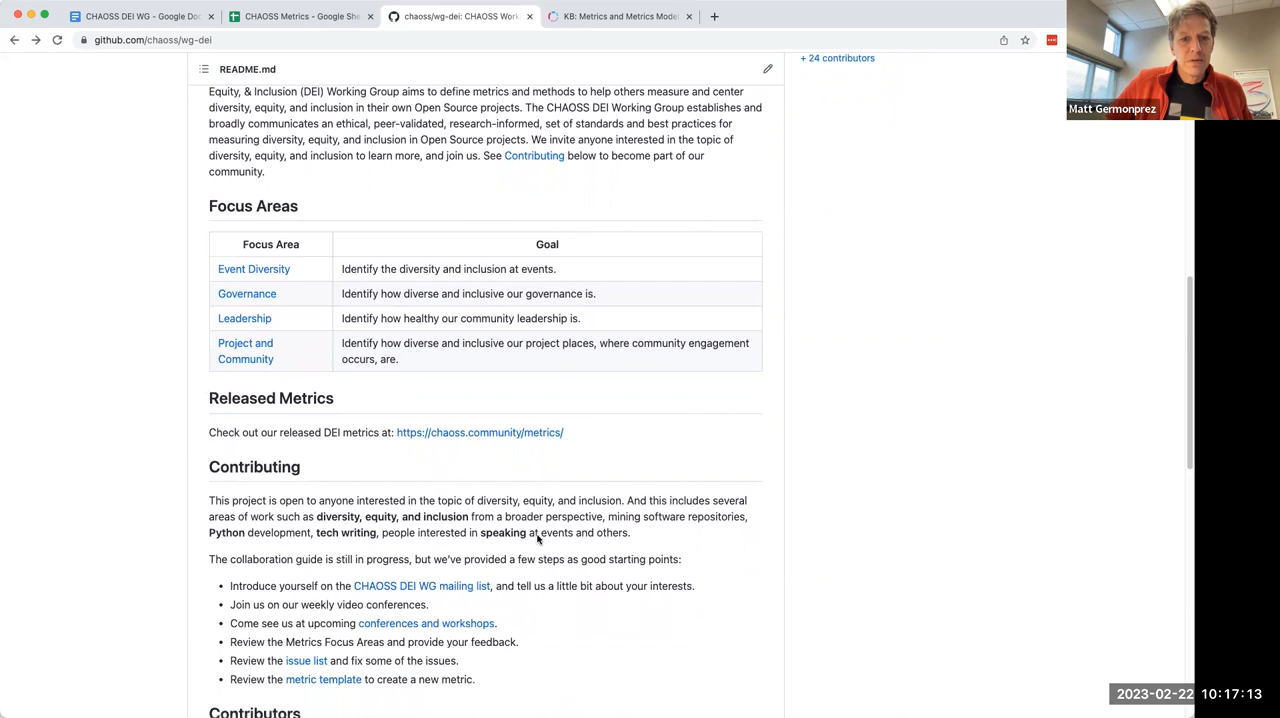 CHAOSS DEI WG - Google Doc
CHAOSS Metrics - Google She
chaoss/wg-dei: CHAOSS Work
KB: Metrics and Metrics Model
github.com/chaoss/wg-dei
Matt Germonprez
README.md
+ 24 contributors
Equity, & Inclusion (DEI) Working Group aims to define metrics and methods to help others measure and center
diversity, equity, and inclusion in their own Open Source projects. The CHAOSS DEI Working Group establishes and
broadly communicates an ethical, peer-validated, research-informed, set of standards and best practices for
measuring diversity, equity, and inclusion in Open Source projects. We invite anyone interested in the topic of
diversity, equity, and inclusion to learn more, and join us. See Contributing below to become part of our
community.
Focus Areas
Focus Area Goal
Event Diversity Identify the diversity and inclusion at events.
Governance Identify how diverse and inclusive our governance is.
Leadership Identify how healthy our community leadership is.
Project and Community Identify how diverse and inclusive our project places, where community engagement
occurs, are.
Released Metrics
Check out our released DEI metrics at: https://chaoss.community/metrics/
Contributing
This project is open to anyone interested in the topic of diversity, equity, and inclusion. And this includes several
areas of work such as diversity, equity, and inclusion from a broader perspective, mining software repositories,
Python development, tech writing, people interested in speaking at events and others.
The collaboration guide is still in progress, but we've provided a few steps as good starting points:
• Introduce yourself on the CHAOSS DEI WG mailing list, and tell us a little bit about your interests.
• Join us on our weekly video conferences.
• Come see us at upcoming conferences and workshops.
• Review the Metrics Focus Areas and provide your feedback.
• Review the issue list and fix some of the issues.
• Review the metric template to create a new metric.
Contributors
2023-02-22 10:17:13